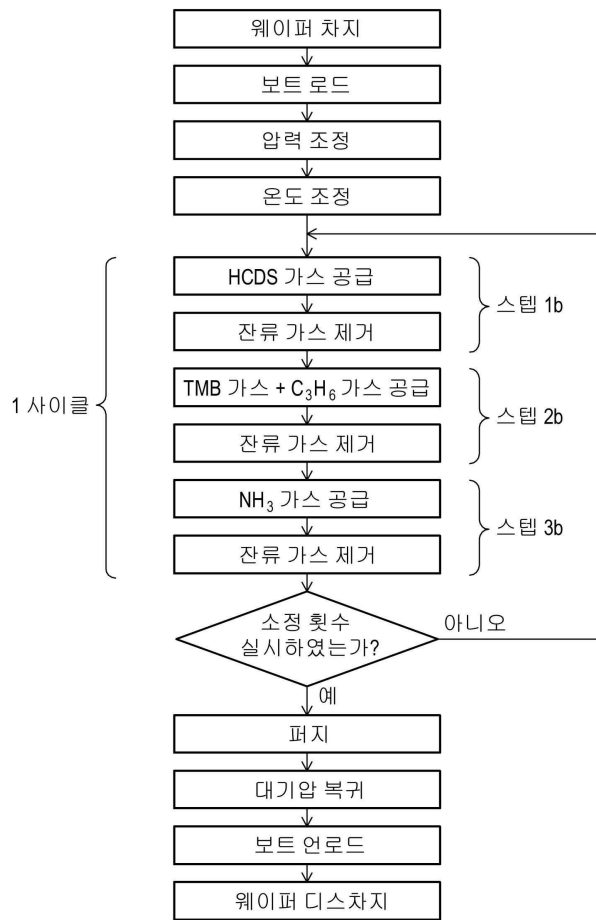 웨이퍼 차지
보트 로드
압력 조정
온도 조정
HCDS 가스 공급
잔류 가스 제거
스텝 1b
TMB 가스 + C₃H₆ 가스 공급
잔류 가스 제거
스텝 2b
1 사이클
NH₃ 가스 공급
잔류 가스 제거
스텝 3b
소정 횟수
실시하였는가?
아니오
예
퍼지
대기압 복귀
보트 언로드
웨이퍼 디스차지